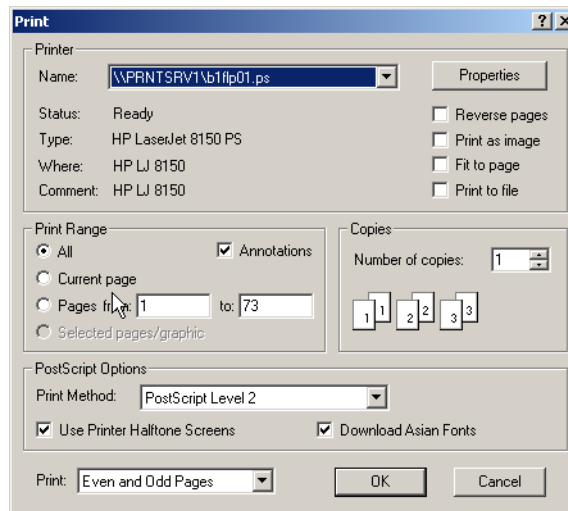 Print
Printer
Name: \\PRNTSRV1\b1flp01.ps Properties
Status: Ready Reverse pages
Type: HP LaserJet 8150 PS Print as image
Where: HP LJ 8150 Fit to page
Comment: HP LJ 8150 Print to file
Print Range Copies
All Annotations Number of copies: 1
Current page
Pages from: 1 to: 73
1 1 2 2 3 3
Selected pages/graphic
PostScript Options
Print Method: PostScript Level 2
Use Printer Halftone Screens Download Asian Fonts
Print: Even and Odd Pages OK Cancel